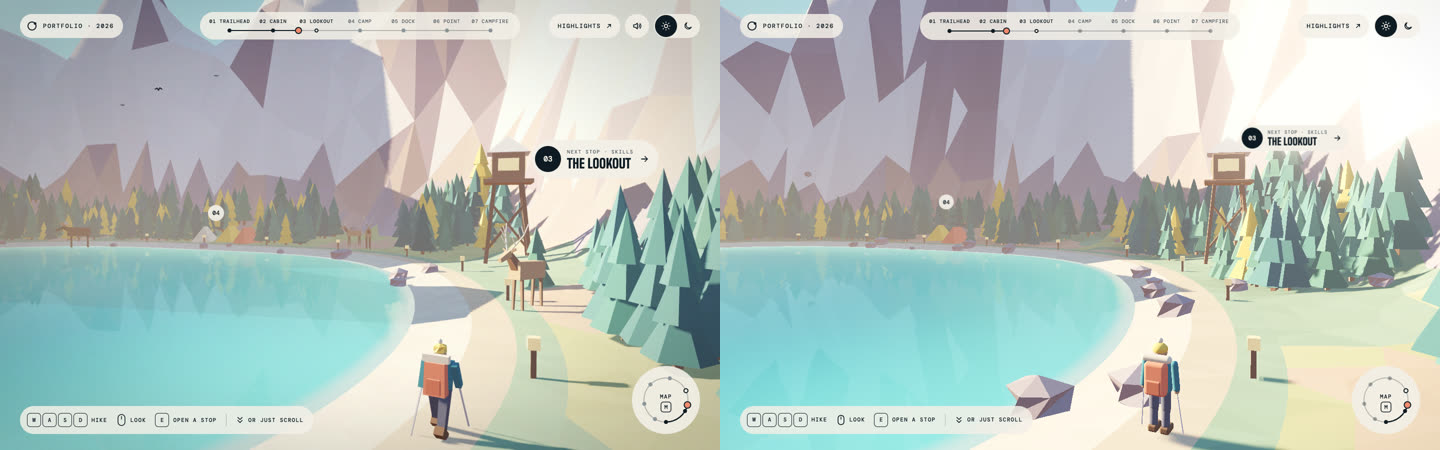 PORTFOLIO · 2026
01 TRAILHEAD 02 CABIN 03 LOOKOUT 04 CAMP 05 DOCK 06 POINT 07 CAMPFIRE
HIGHLIGHTS ↗
03
NEXT STOP · SKILLS
THE LOOKOUT →
04
MAP
M
W A S D HIKE LOOK E OPEN A STOP OR JUST SCROLL
PORTFOLIO · 2026
01 TRAILHEAD 02 CABIN 03 LOOKOUT 04 CAMP 05 DOCK 06 POINT 07 CAMPFIRE
HIGHLIGHTS ↗
03
NEXT STOP · SKILLS
THE LOOKOUT →
04
MAP
M
W A S D HIKE LOOK E OPEN A STOP OR JUST SCROLL